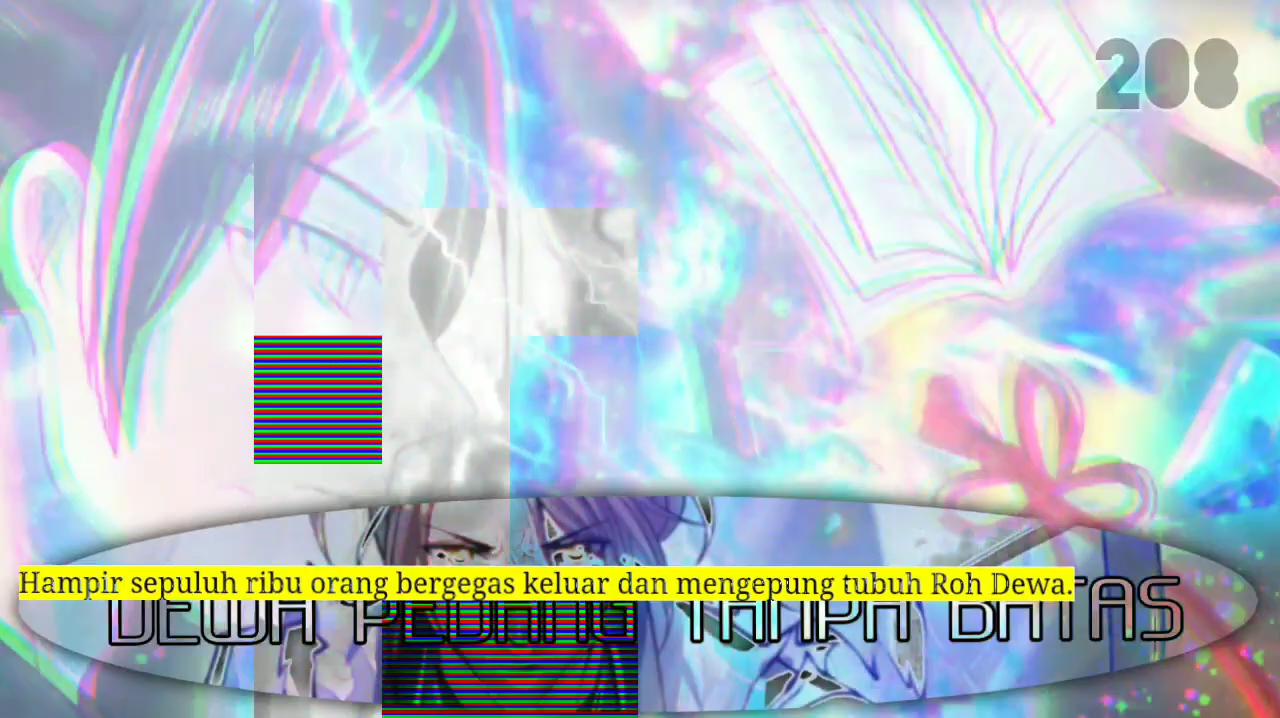 208
Hampir sepuluh ribu orang bergegas keluar dan mengepung tubuh Roh Dewa.
DEWA PEDANG TANPA BATAS